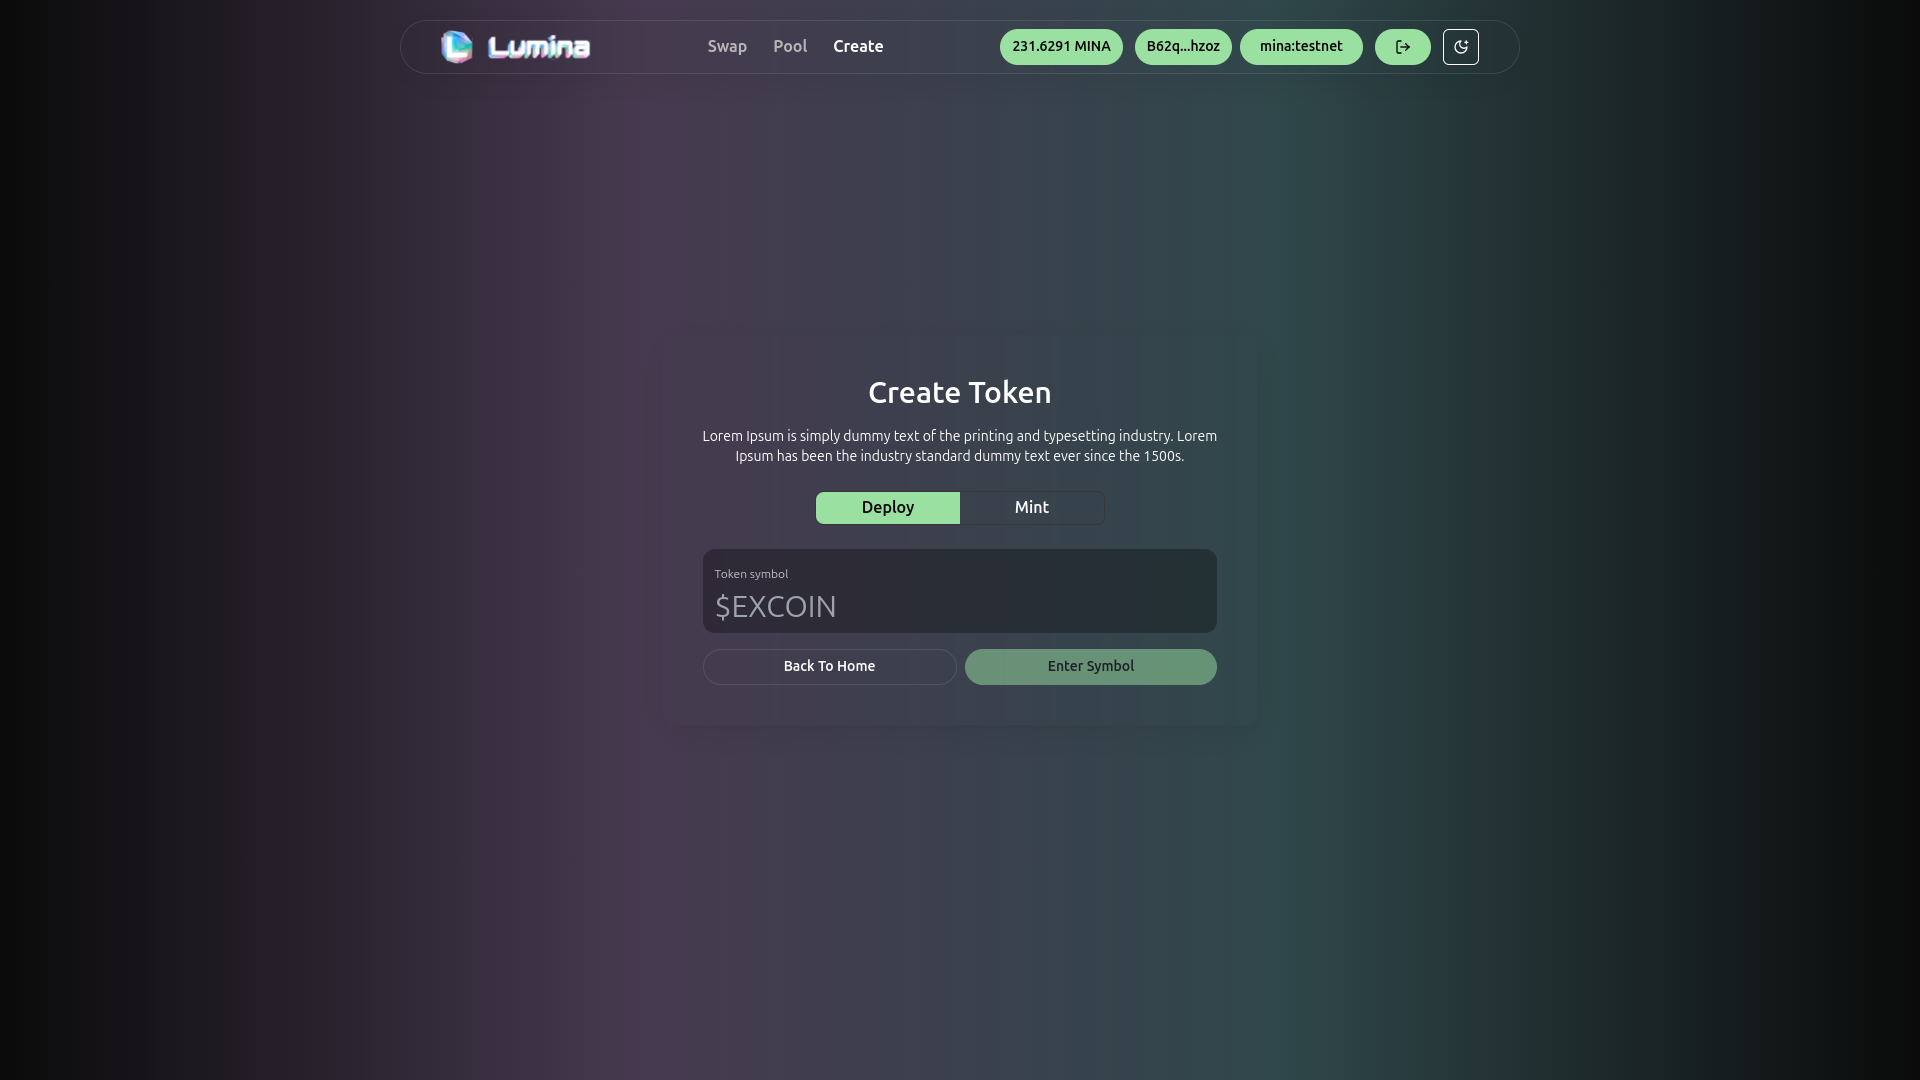 Lumina
Swap Pool Create
231.6291 MINA B62q...hzoz mina:testnet
Create Token
Lorem Ipsum is simply dummy text of the printing and typesetting industry. Lorem
Ipsum has been the industry standard dummy text ever since the 1500s.
Deploy Mint
Token symbol
$EXCOIN
Back To Home Enter Symbol